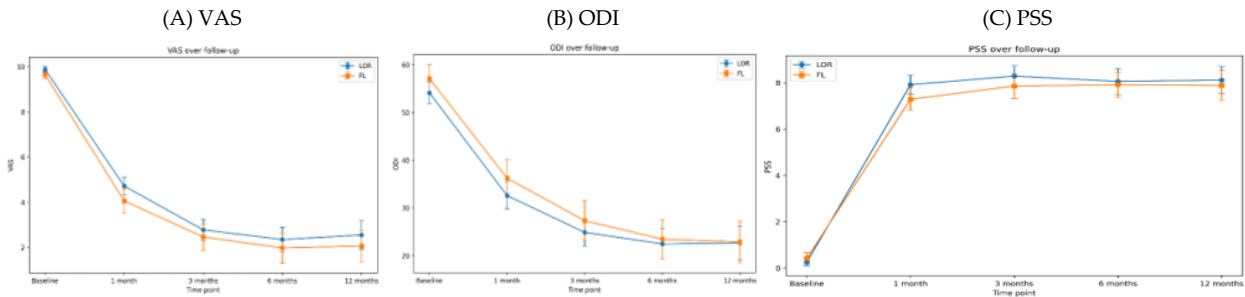 (A) VAS
(B) ODI
(C) PSS
VAS over follow-up
LOR
FL
10
8
6
4
2
VAS
Baseline
1 month
3 months
6 months
12 months
Time point
ODI over follow-up
LOR
FL
60
50
40
30
20
ODI
Baseline
1 month
3 months
6 months
12 months
Time point
PSS over follow-up
LOR
FL
8
6
4
2
0
PSS
Baseline
1 month
3 months
6 months
12 months
Time point